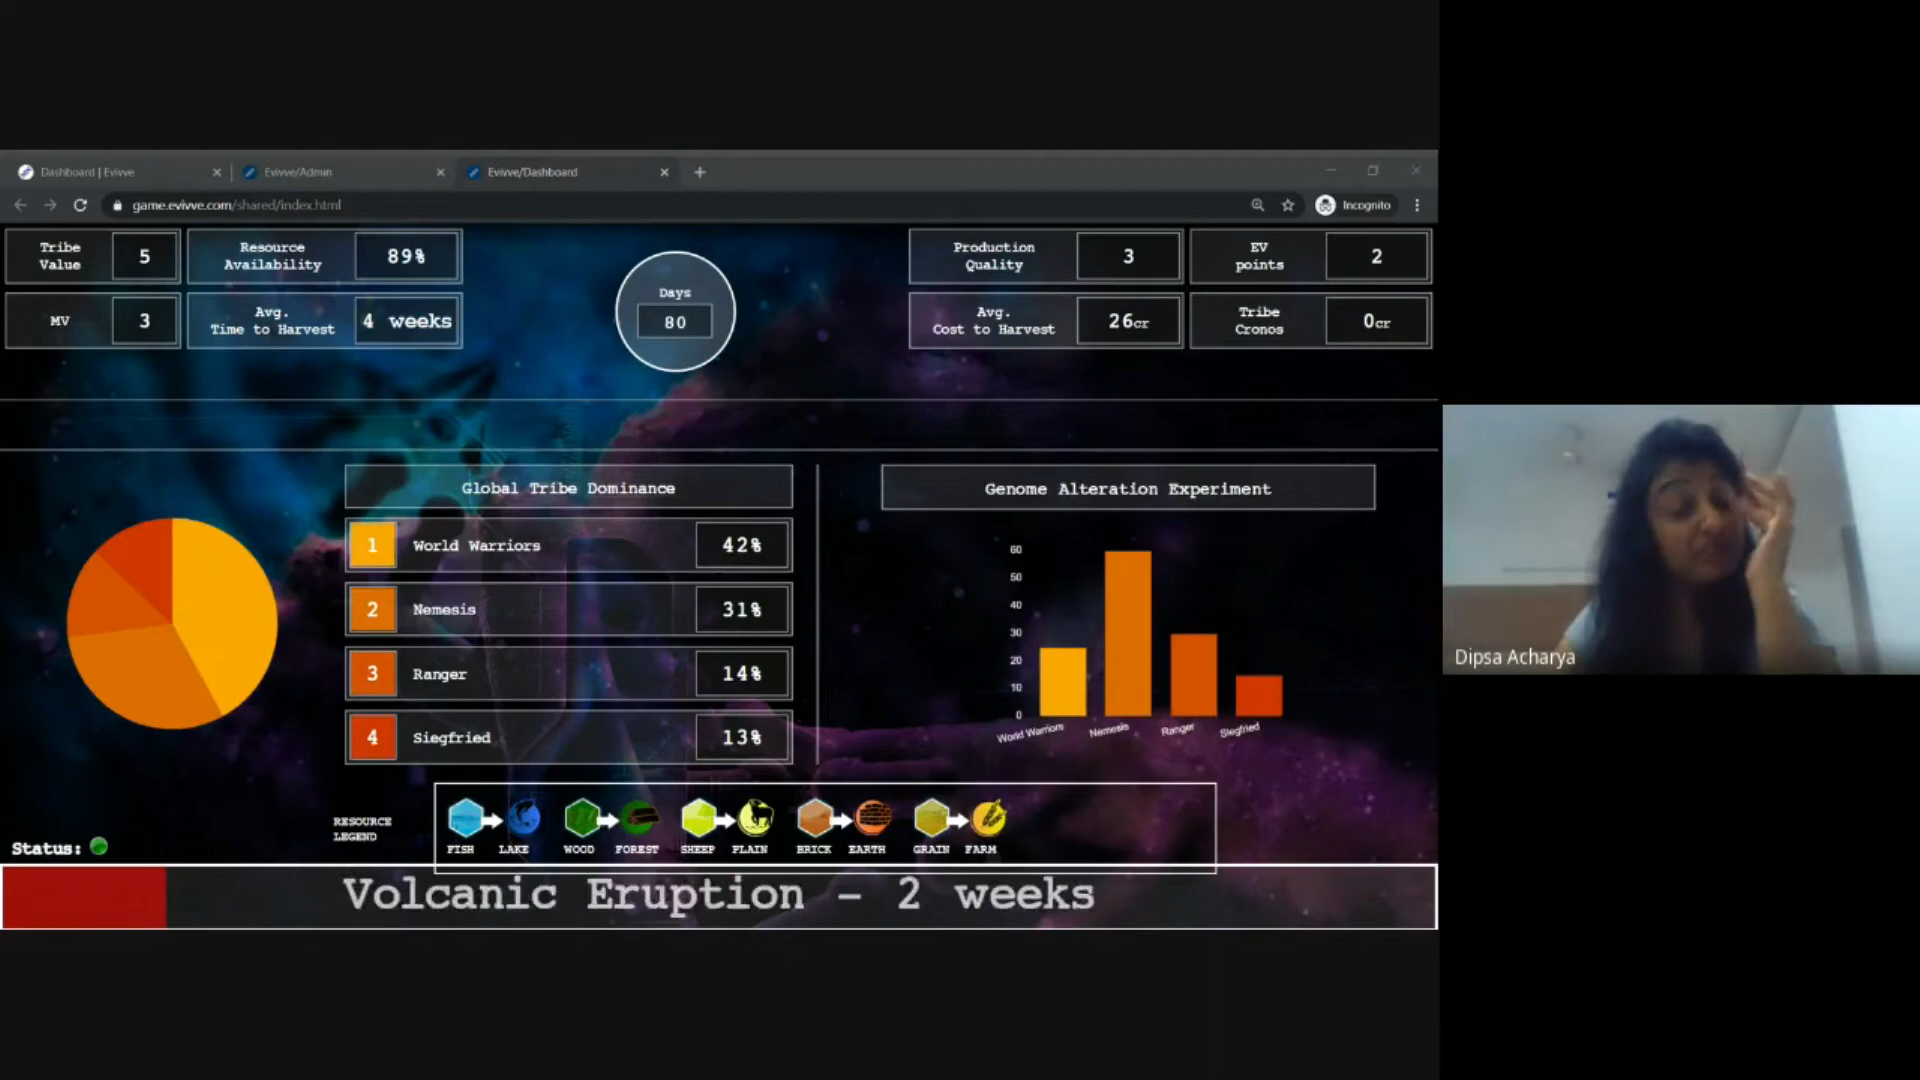 Dashboard | Evivve
Evivve/Admin
Evivve/Dashboard
game.evivve.com/shared/index.html
Incognito
Tribe
Value
5
Resource
Availability
89%
MV
3
Avg.
Time to Harvest
4 weeks
Days
80
Production
Quality
3
EV
points
2
Avg.
Cost to Harvest
26cr
Tribe
Cronos
0cr
Global Tribe Dominance
1 World Warriors 42%
2 Nemesis 31%
3 Ranger 14%
4 Siegfried 13%
Genome Alteration Experiment
60
50
40
30
20
10
0
World Warriors
Nemesis
Ranger
Siegfried
Dipsa Acharya
RESOURCE
LEGEND
FISH LAKE WOOD FOREST SHEEP PLAIN BRICK EARTH GRAIN FARM
Status:
Volcanic Eruption - 2 weeks